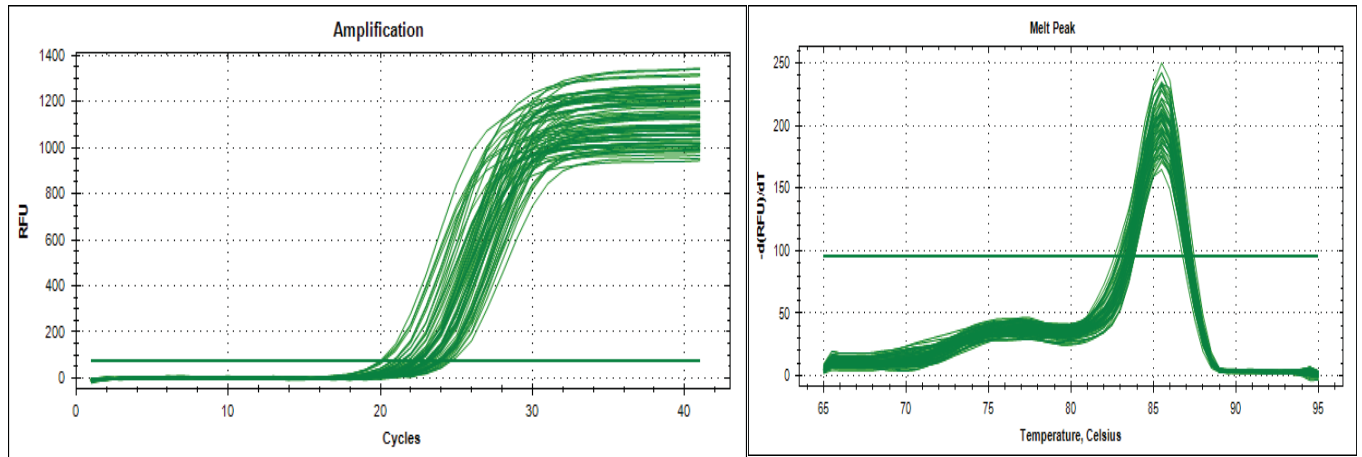 Amplification
1400
1200
1000
800
600
400
200
0
RFU
0 10 20 30 40
Cycles
Melt Peak
250
200
150
100
50
0
-d(RFU)/dT
65 70 75 80 85 90 95
Temperature, Celsius